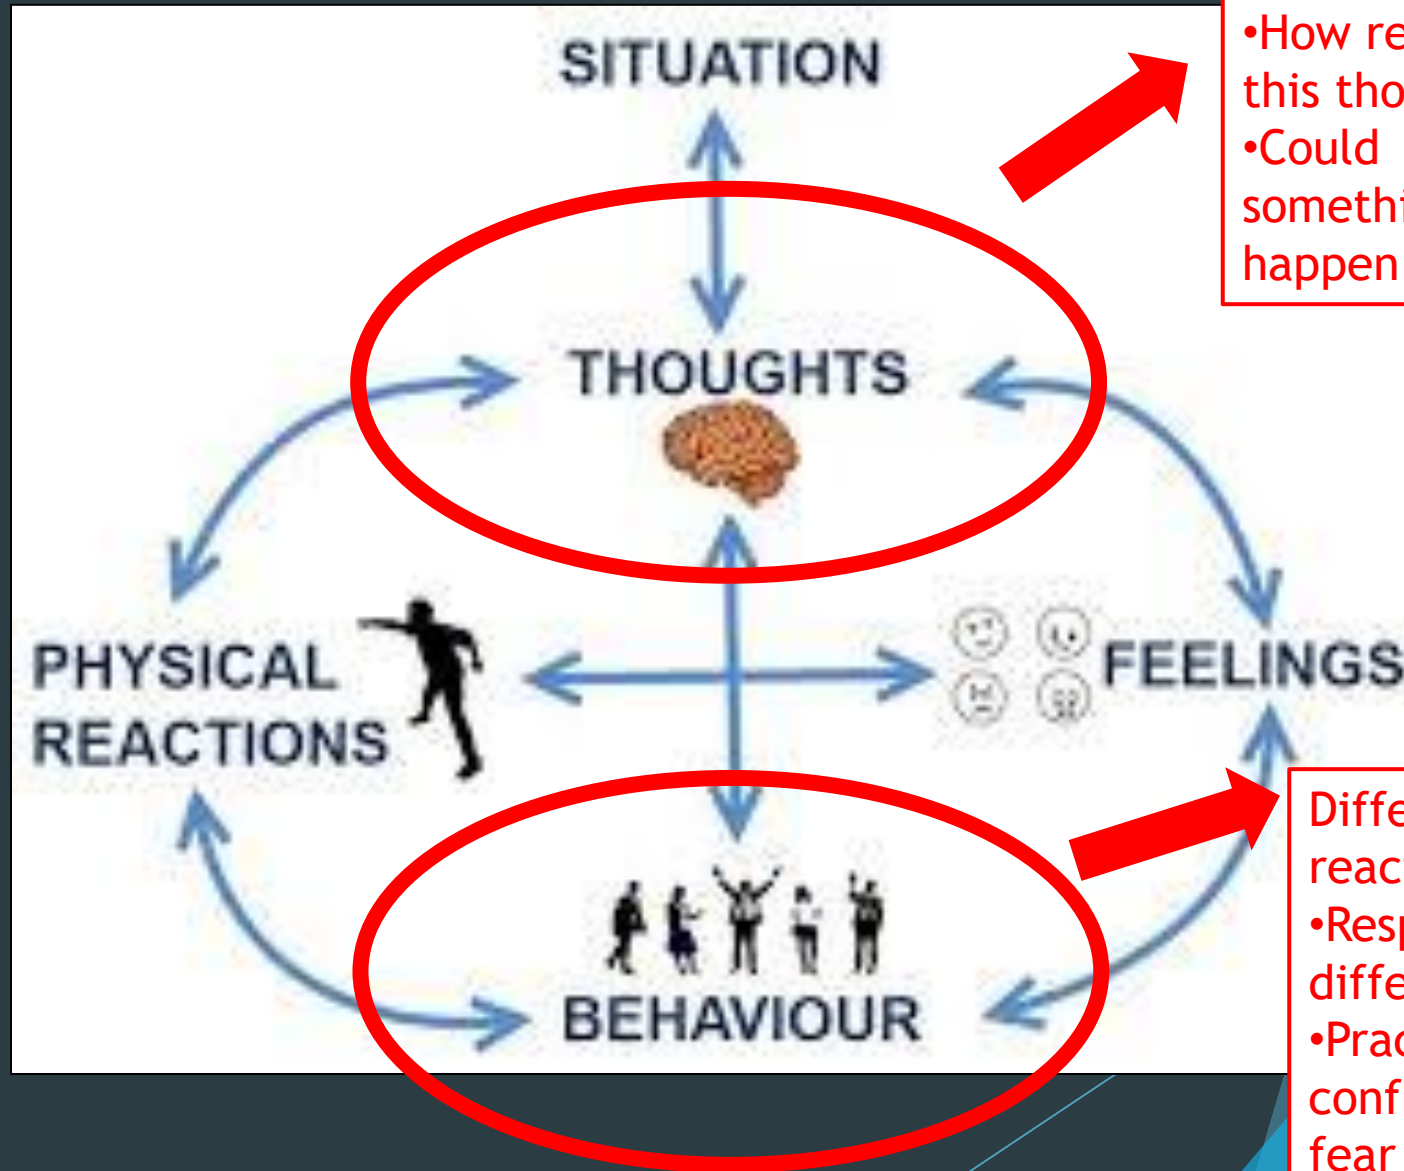 SITUATION
•How re
this tho
•Could
somethi
happen
THOUGHTS
PHYSICAL
REACTIONS
FEELINGS
Diffe
reac
•Resp
diffe
•Prac
conf
fear
BEHAVIOUR